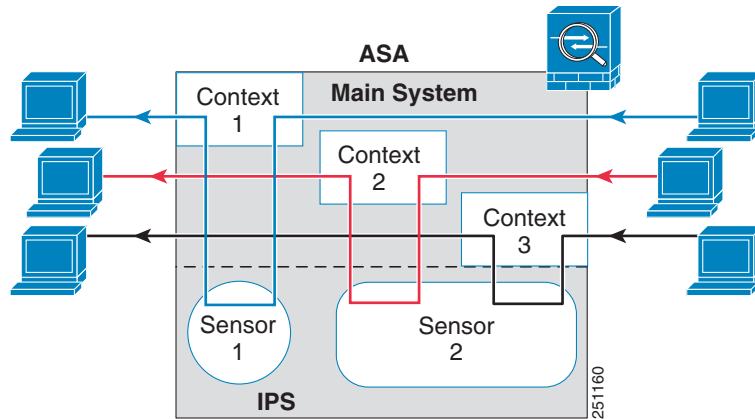 ASA
Main System
Context
1
Context
2
Context
3
Sensor
1
Sensor
2
IPS
251160